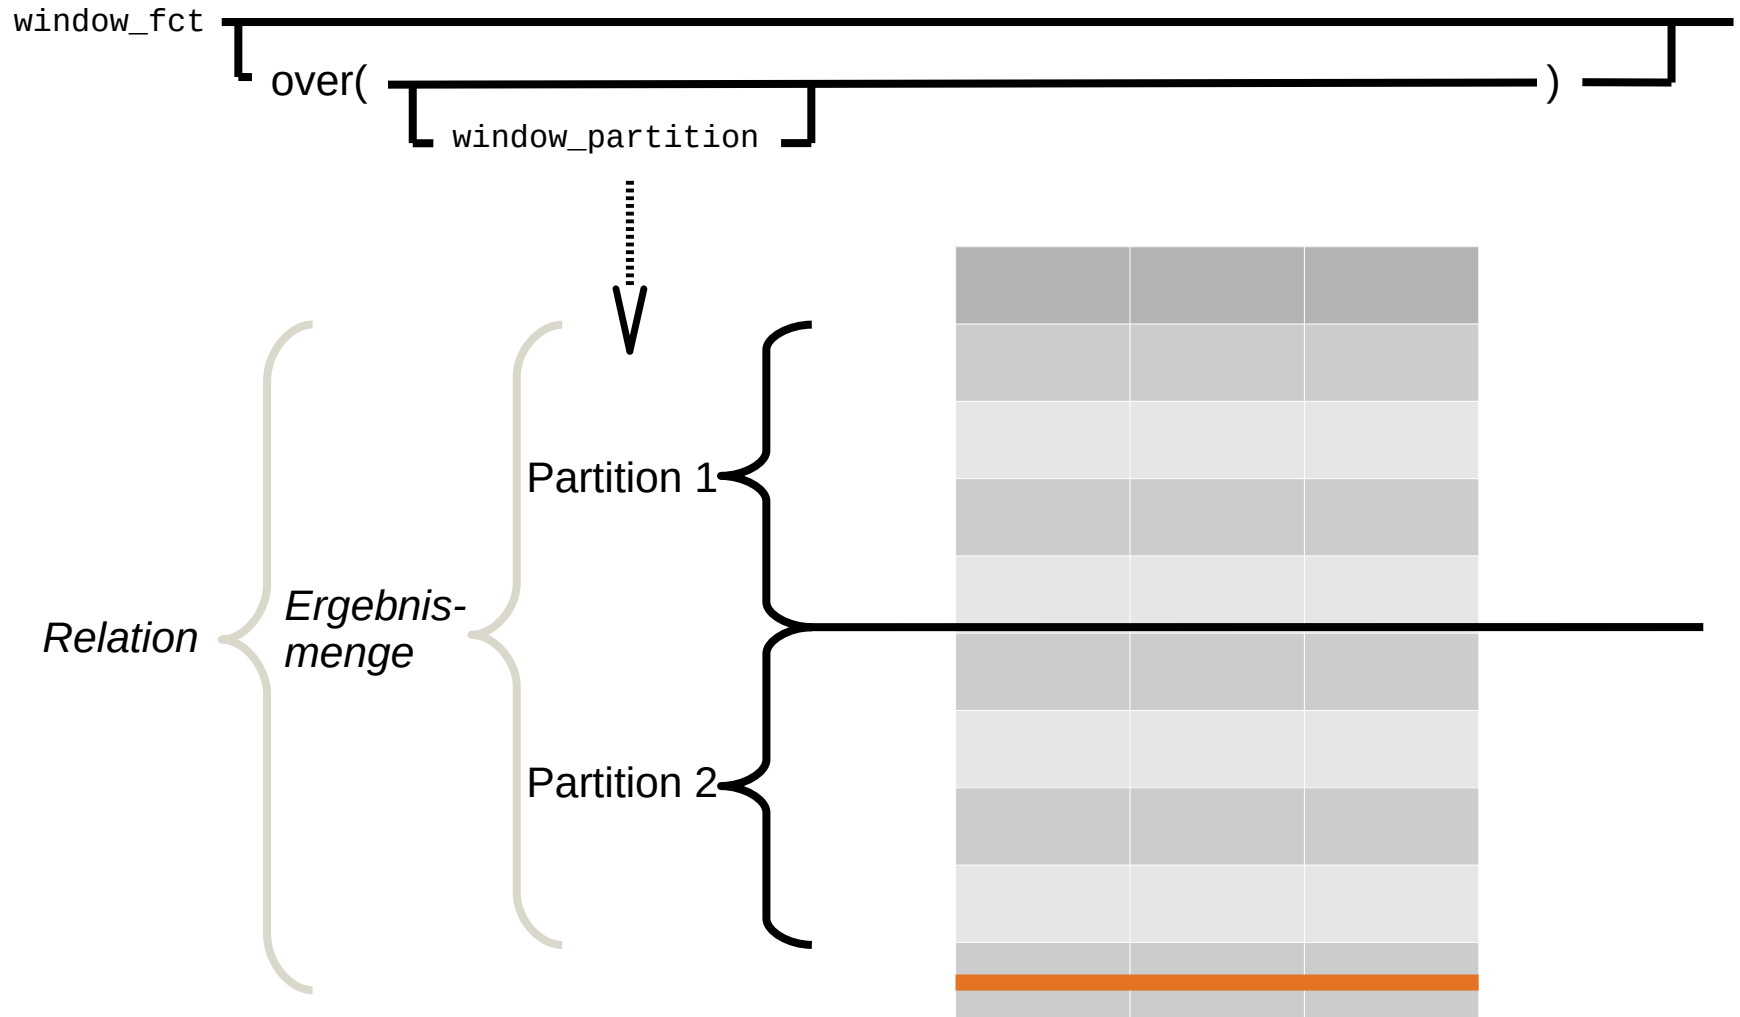 window_fct
over(
)
window_partition
Partition 1
Relation
Ergebnis-
menge
Partition 2